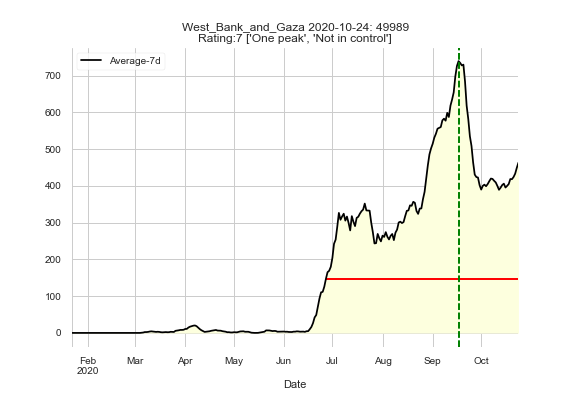 West_Bank_and_Gaza 2020-10-24: 49989
Rating:7 ['One peak', 'Not in control']
Average-7d
700
600
500
400
300
200
100
0
Feb Mar Apr May Jun Jul Aug Sep Oct
2020
Date